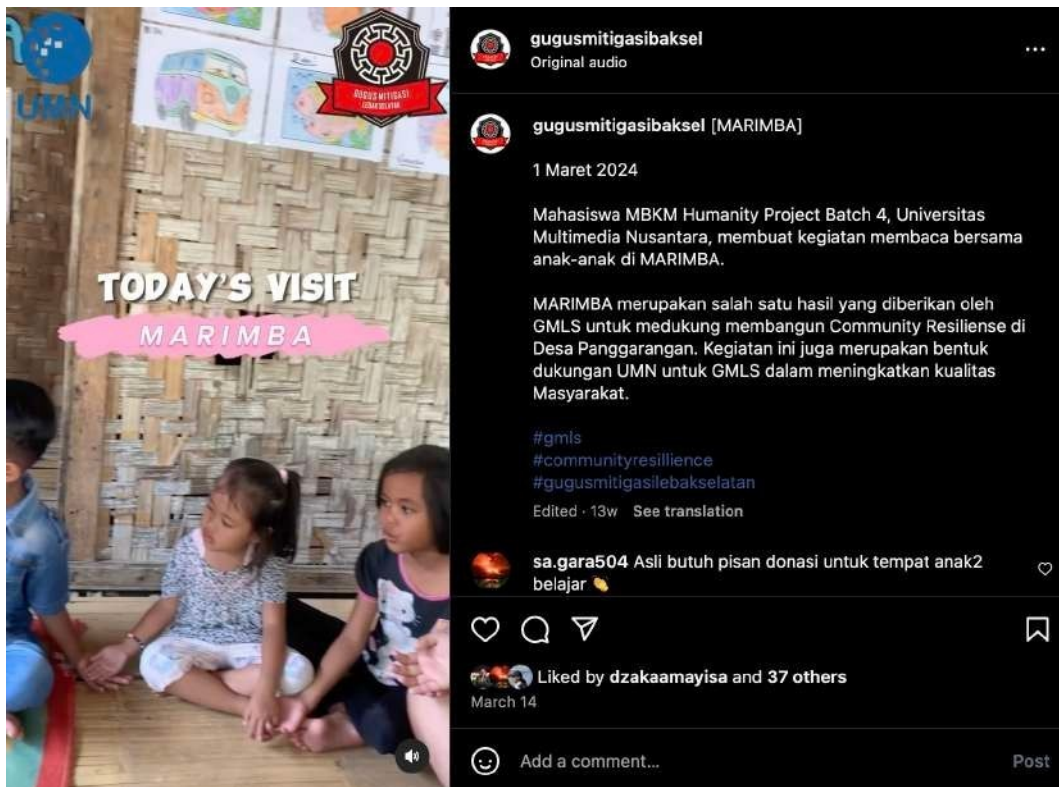 UMN
GUGUS MITIGASI
LEBAK SELATAN
TODAY'S VISIT
MARIMBA
gugusmitigasibaksel
Original audio
gugusmitigasibaksel [MARIMBA]
1 Maret 2024
Mahasiswa MBKM Humanity Project Batch 4, Universitas
Multimedia Nusantara, membuat kegiatan membaca bersama
anak-anak di MARIMBA.
MARIMBA merupakan salah satu hasil yang diberikan oleh
GMLS untuk medukung membangun Community Resiliense di
Desa Panggarangan. Kegiatan ini juga merupakan bentuk
dukungan UMN untuk GMLS dalam meningkatkan kualitas
Masyarakat.
#gmls
#communityresillience
#gugusmitigasilebakselatan
Edited · 13w See translation
sa.gara504 Asli butuh pisan donasi untuk tempat anak2
belajar 👏
Liked by dzakaamayisa and 37 others
March 14
Add a comment...
Post